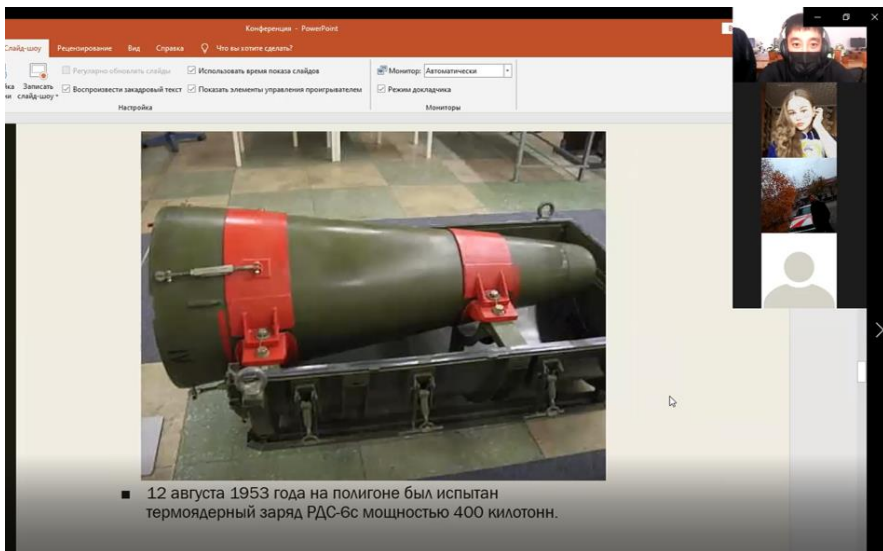 Конференция - PowerPoint
Слайд-шоу Рецензирование Вид Справка Что вы хотите сделать?
Регулярно обновлять слайды
Использовать время показа слайдов
Монитор: Автоматически
Записать
слайд-шоу
Воспроизвести закадровый текст
Показать элементы управления проигрывателем
Режим докладчика
Настройка
Мониторы
12 августа 1953 года на полигоне был испытан
термоядерный заряд РДС-6с мощностью 400 килотонн.